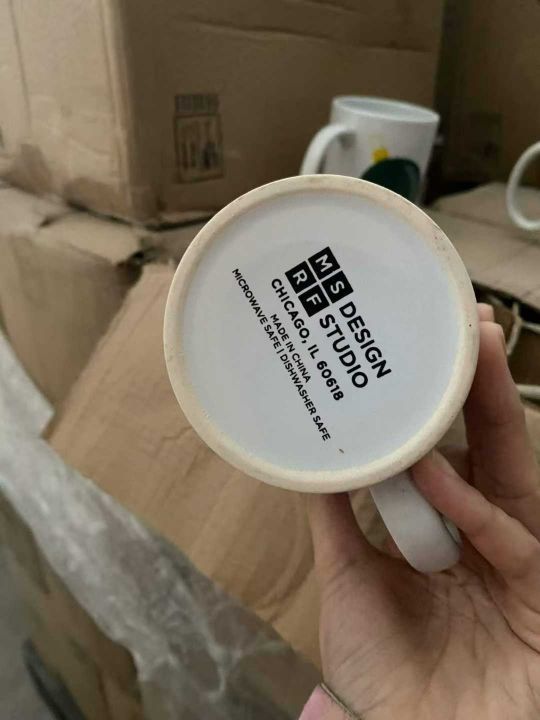 MS DESIGN
RF STUDIO
CHICAGO, IL 60618
MADE IN CHINA
MICROWAVE SAFE | DISHWASHER SAFE